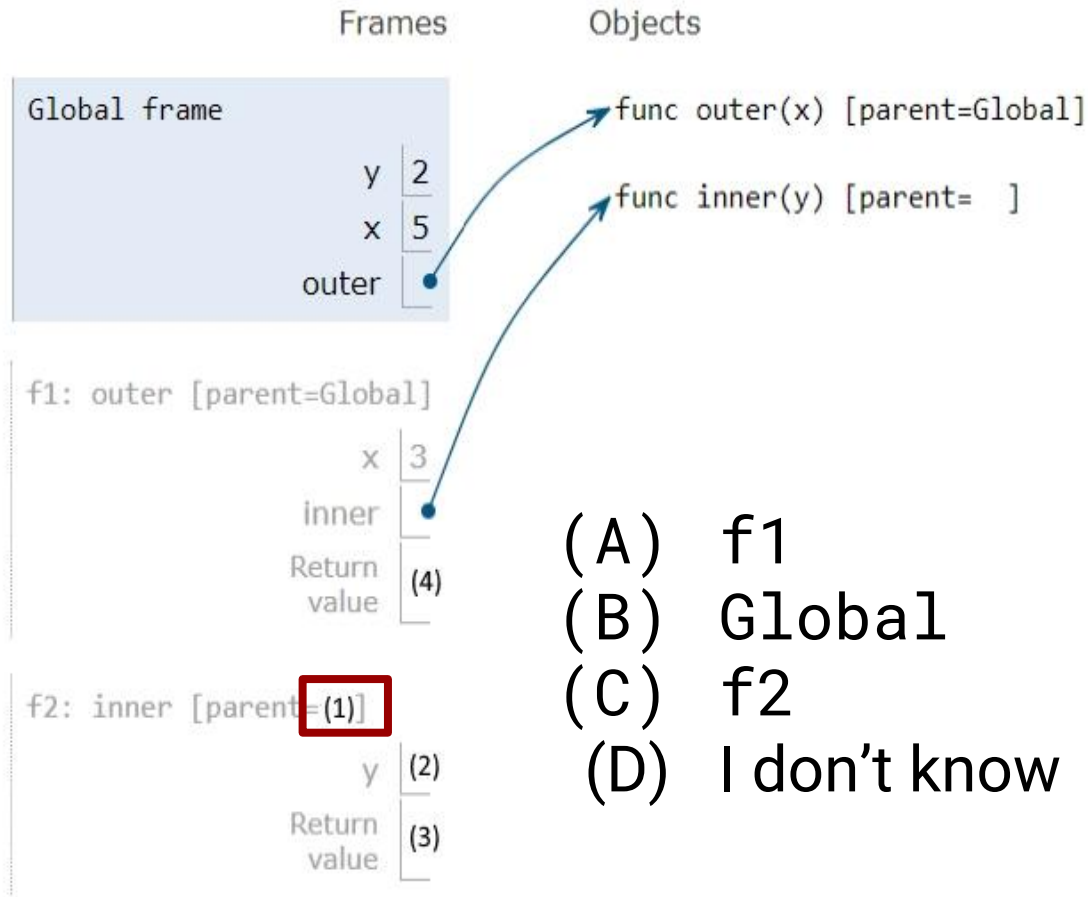 Frames Objects
Global frame
func outer(x) [parent=Global]
y 2
func inner(y) [parent= ]
x 5
outer
f1: outer [parent=Global]
x 3
inner
Return
value (4)
(A) f1
(B) Global
(C) f2
(D) I don’t know
f2: inner [parent=(1)]
y (2)
Return
value (3)